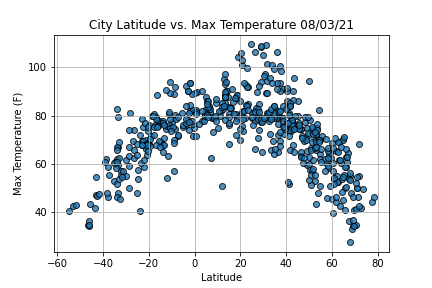 City Latitude vs. Max Temperature 08/03/21
Max Temperature (F)
100
80
60
40
−60 −40 −20 0 20 40 60 80
Latitude